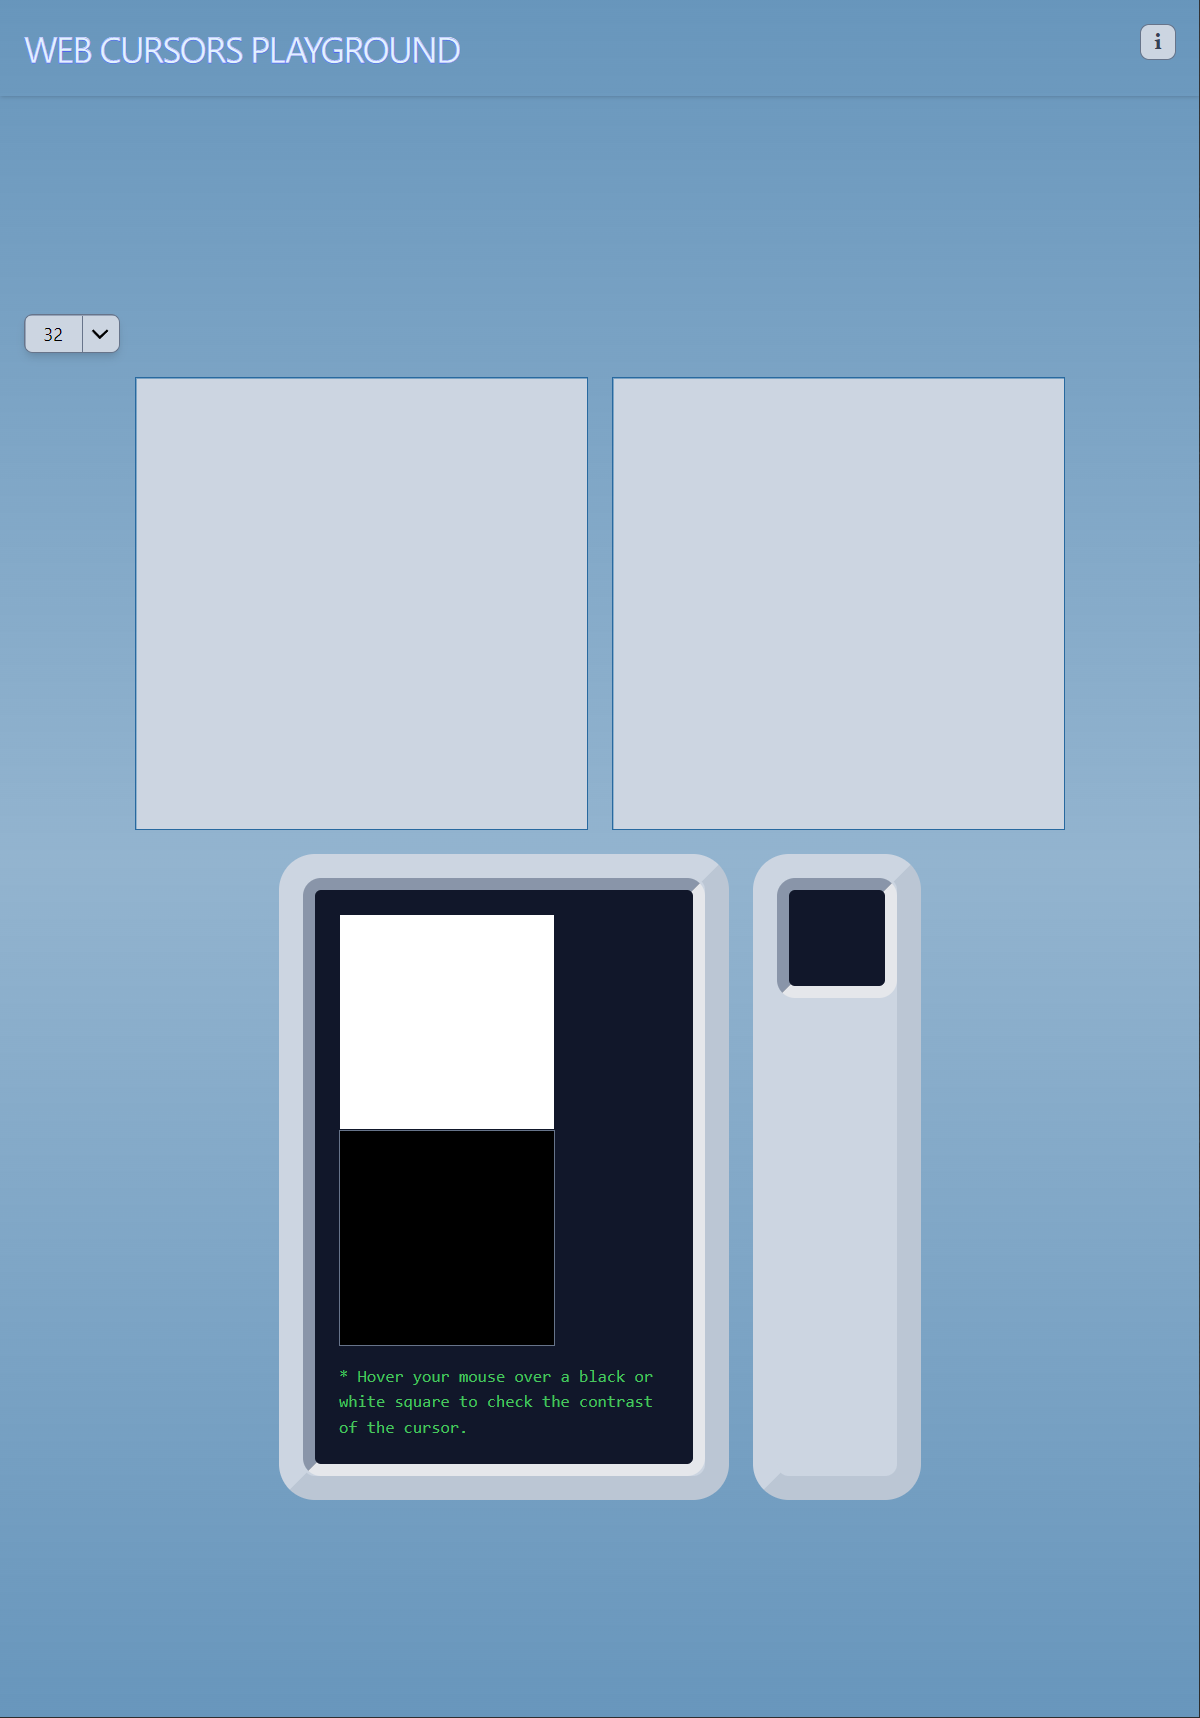 WEB CURSORS PLAYGROUND
i
32
* Hover your mouse over a black or
white square to check the contrast
of the cursor.